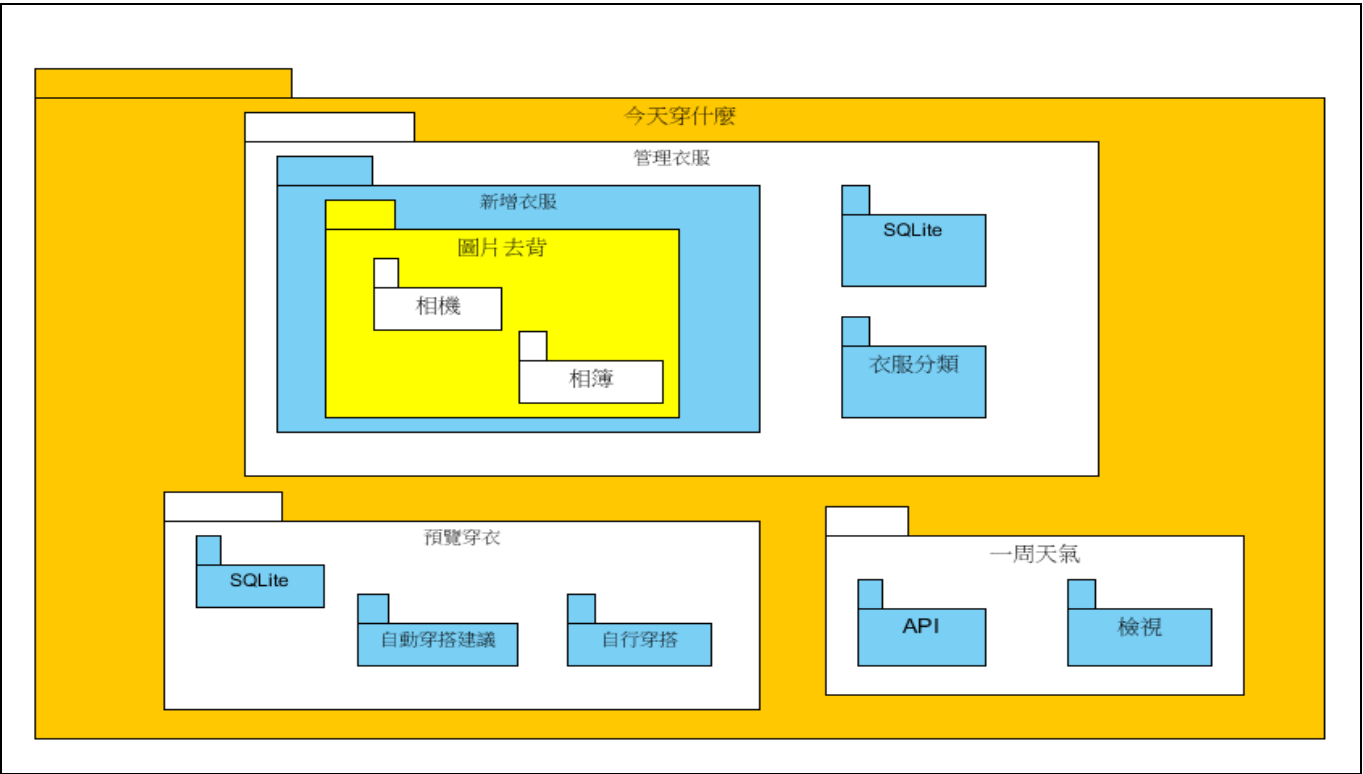 今天穿什麼
管理衣服
新增衣服
圖片去背
相機
相簿
SQLite
衣服分類
預覽穿衣
SQLite
自動穿搭建議
自行穿搭
一周天氣
API
檢視